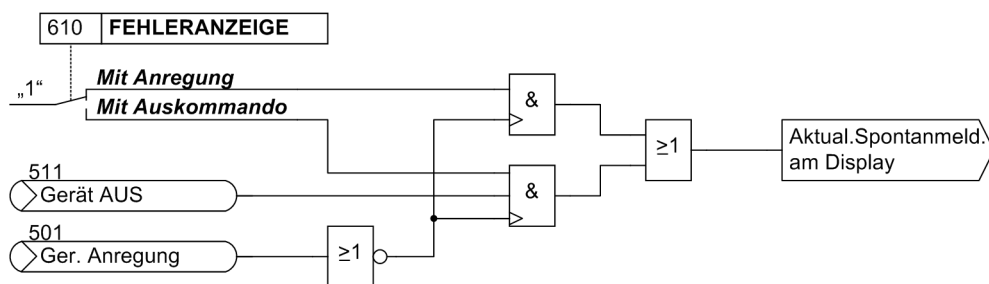 610 FEHLERANZEIGE
„1“
Mit Anregung
Mit Auskommando
&
≥1
Aktual.Spontanmeld.
am Display
511
Gerät AUS
&
501
Ger. Anregung
≥1